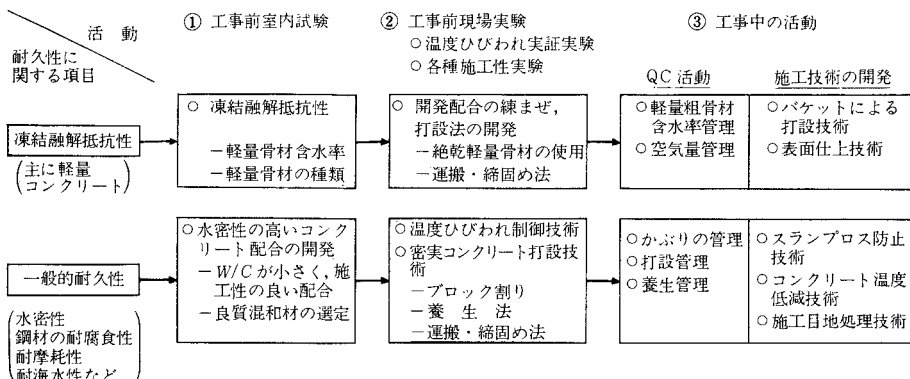 活動
耐久性に
関する項目
① 工事前室内試験
② 工事前現場実験
○温度ひびわれ実証実験
○各種施工性実験
③ 工事中の活動
QC 活動
施工技術の開発
凍結融解抵抗性
(主に軽量
コンクリート)
○ 凍結融解抵抗性
－軽量骨材含水率
－軽量骨材の種類
○ 開発配合の練まぜ,
打設法の開発
－絶乾軽量骨材の使用
－運搬・締固め法
○軽量粗骨材
含水率管理
○空気量管理
○バケットによる
打設技術
○表面仕上技術
一般的耐久性
(水密性
鋼材の耐腐食性
耐摩耗性
耐海水性など
○水密性の高いコンク
リート配合の開発
－W/Cが小さく, 施
工性の良い配合
－良質混和材の選定
○温度ひびわれ制御技術
○密実コンクリート打設技
術
－ブロック割り
－養生法
－運搬・締固め法
○かぶりの管理
○打設管理
○養生管理
○スランプロス防止
技術
○コンクリート温度
低減技術
○施工目地処理技術